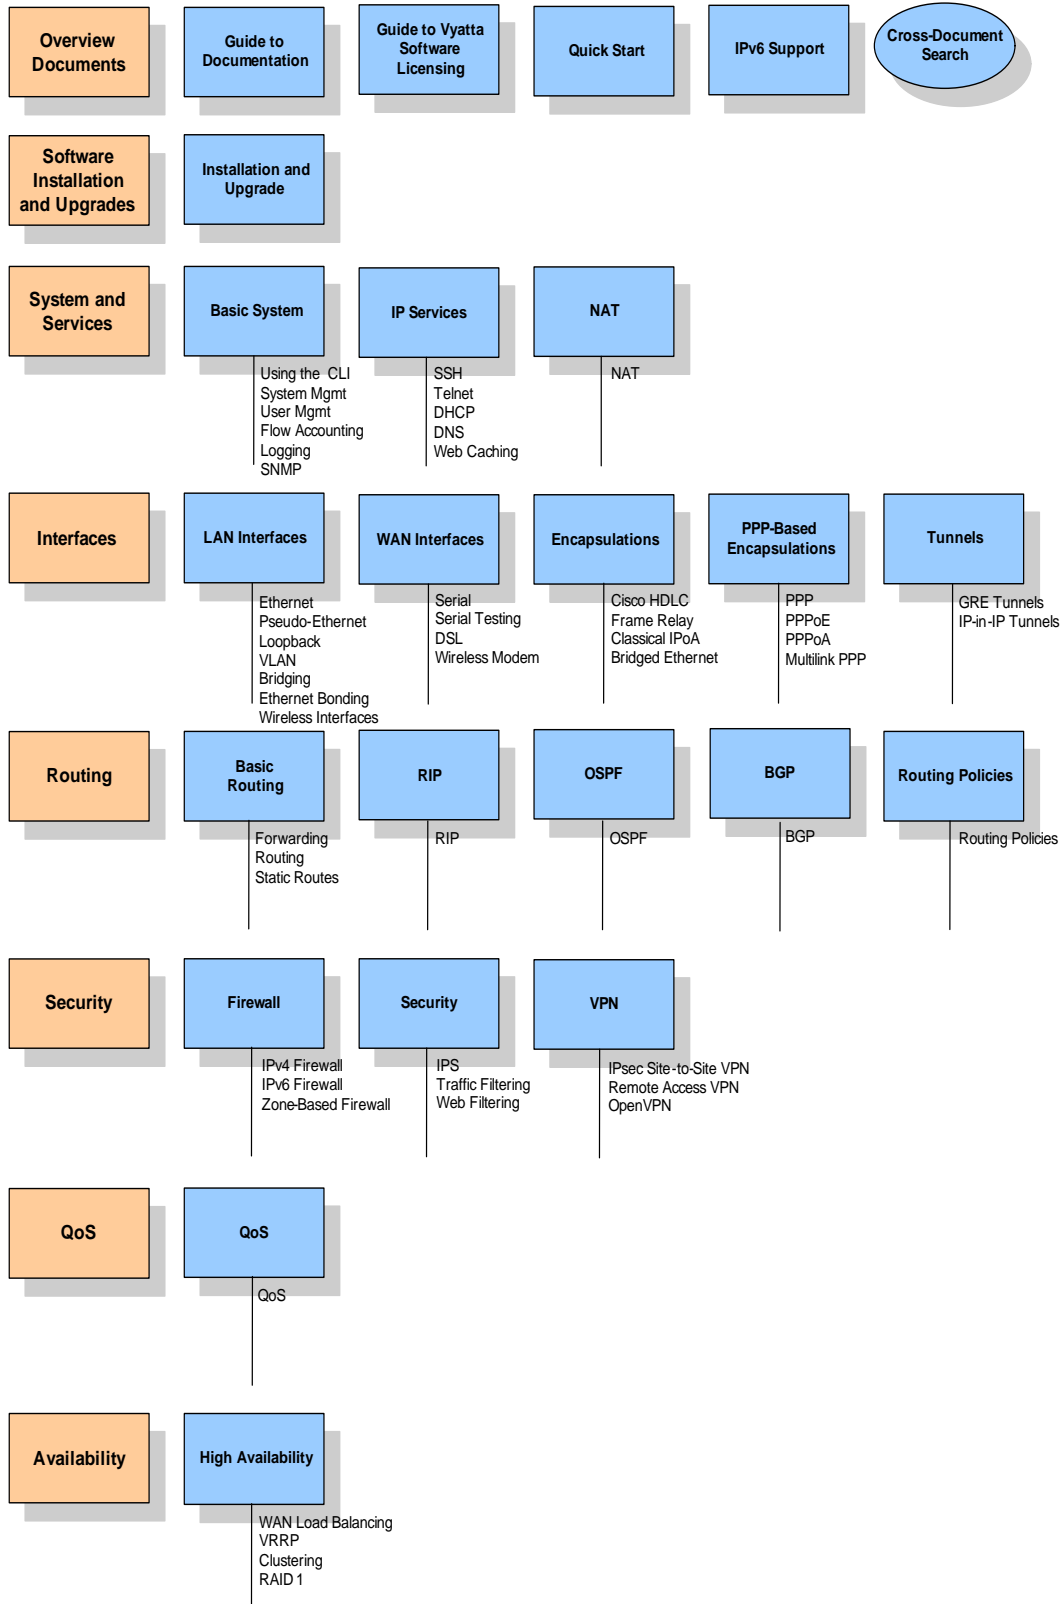 Overview
Documents
Guide to
Documentation
Guide to Vyatta
Software
Licensing
Quick Start
IPv6 Support
Cross-Document
Search
Software
Installation
and Upgrades
Installation and
Upgrade
System and
Services
Basic System
Using the CLI
System Mgmt
User Mgmt
Flow Accounting
Logging
SNMP
IP Services
SSH
Telnet
DHCP
DNS
Web Caching
NAT
NAT
Interfaces
LAN Interfaces
Ethernet
Pseudo-Ethernet
Loopback
VLAN
Bridging
Ethernet Bonding
Wireless Interfaces
WAN Interfaces
Serial
Serial Testing
DSL
Wireless Modem
Encapsulations
Cisco HDLC
Frame Relay
Classical IPoA
Bridged Ethernet
PPP-Based
Encapsulations
PPP
PPPoE
PPPoA
Multilink PPP
Tunnels
GRE Tunnels
IP-in-IP Tunnels
Routing
Basic
Routing
Forwarding
Routing
Static Routes
RIP
RIP
OSPF
OSPF
BGP
BGP
Routing Policies
Routing Policies
Security
Firewall
IPv4 Firewall
IPv6 Firewall
Zone-Based Firewall
Security
IPS
Traffic Filtering
Web Filtering
VPN
IPsec Site-to-Site VPN
Remote Access VPN
OpenVPN
QoS
QoS
QoS
Availability
High Availability
WAN Load Balancing
VRRP
Clustering
RAID 1